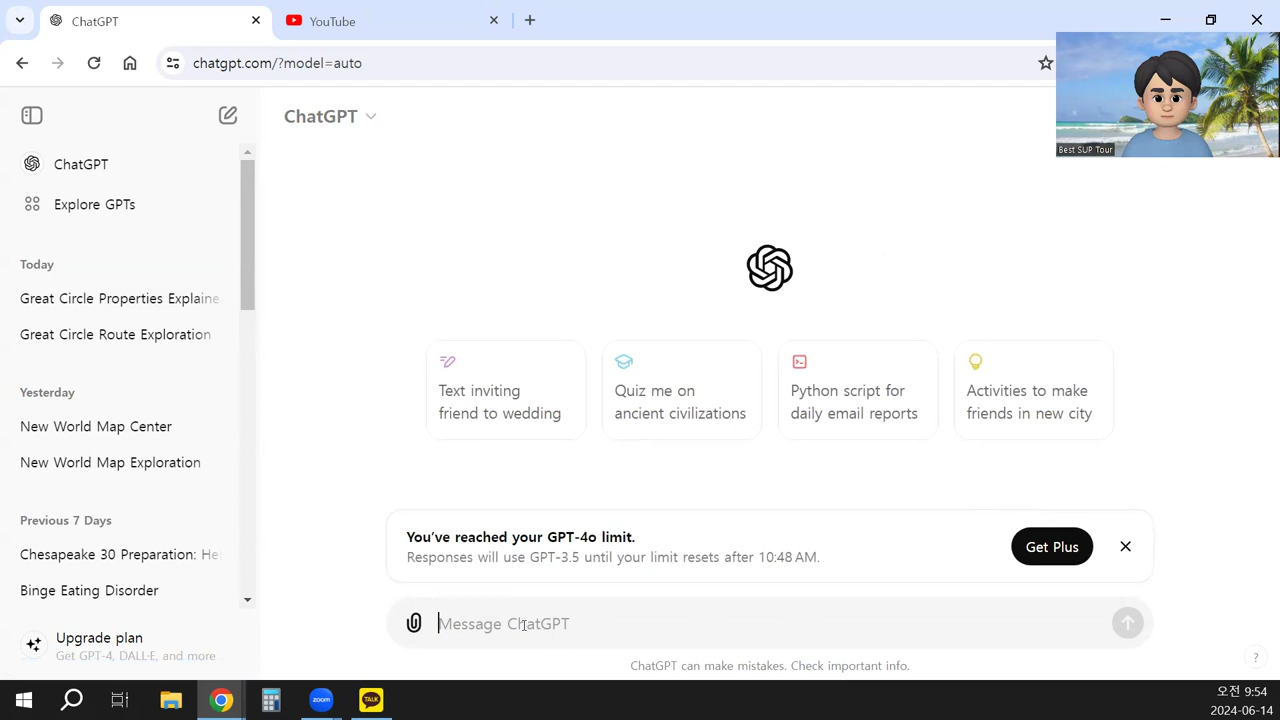 ChatGPT
YouTube
chatgpt.com/?model=auto
Best SUP Tour
ChatGPT
ChatGPT
Explore GPTs
Today
Great Circle Properties Explaine
Great Circle Route Exploration
Yesterday
New World Map Center
New World Map Exploration
Previous 7 Days
Chesapeake 30 Preparation: He
Binge Eating Disorder
Upgrade plan
Get GPT-4, DALL·E, and more
Text inviting
friend to wedding
Quiz me on
ancient civilizations
Python script for
daily email reports
Activities to make
friends in new city
You've reached your GPT-4o limit.
Responses will use GPT-3.5 until your limit resets after 10:48 AM.
Get Plus
Message ChatGPT
ChatGPT can make mistakes. Check important info.
?
zoom
TALK
오전 9:54
2024-06-14